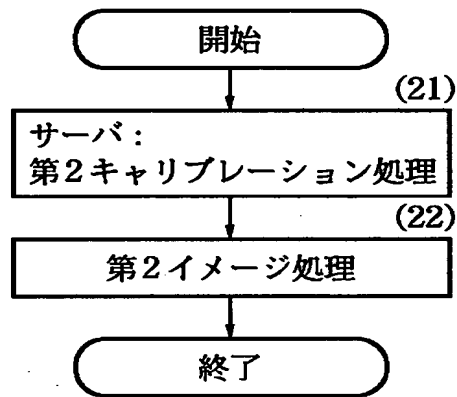 開始
(21)
サーバ：
第2キャリブレーション処理
(22)
第2イメージ処理
終了